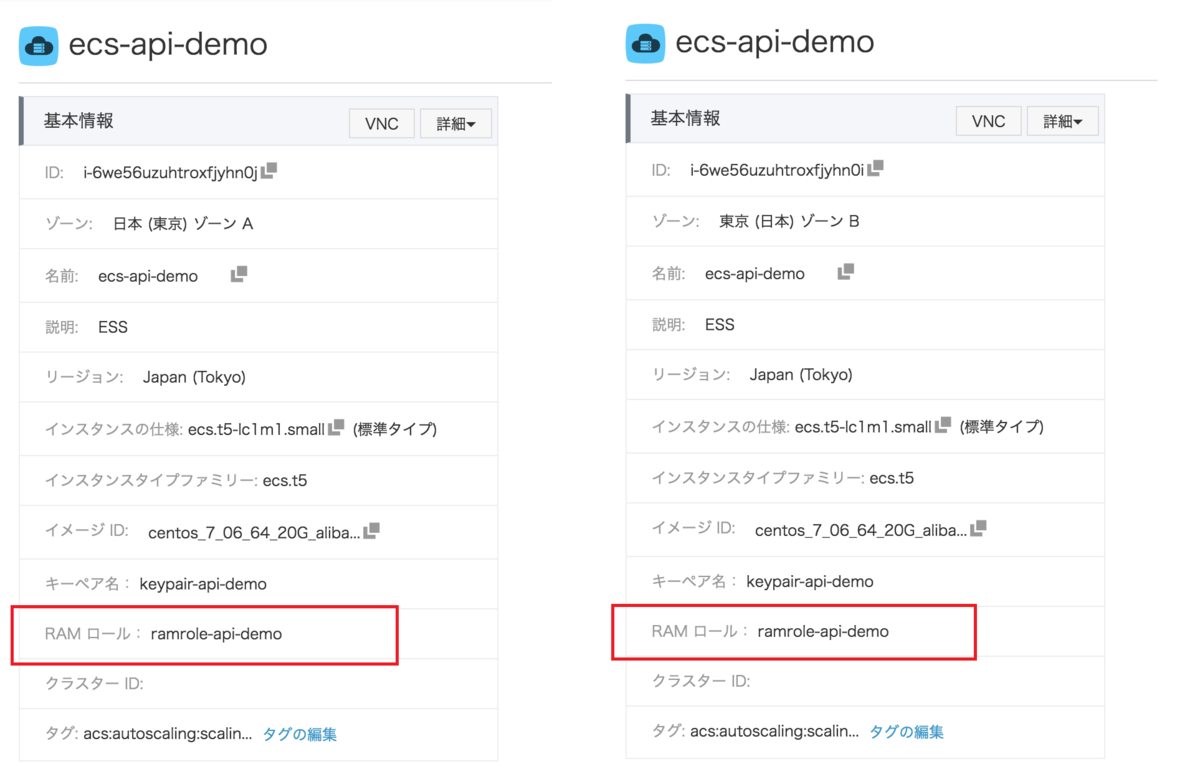 ecs-api-demo
基本情報
VNC
詳細
ID: i-6we56uzuhtroxfjyhn0j
ゾーン: 日本 (東京) ゾーン A
名前: ecs-api-demo
説明: ESS
リージョン: Japan (Tokyo)
インスタンスの仕様: ecs.t5-lc1m1.small (標準タイプ)
インスタンスタイプファミリー: ecs.t5
イメージ ID: centos_7_06_64_20G_aliba...
キーペア名： keypair-api-demo
RAM ロール： ramrole-api-demo
クラスター ID:
タグ: acs:autoscaling:scalin... タグの編集
ecs-api-demo
基本情報
VNC
詳細
ID: i-6we56uzuhtroxfjyhn0i
ゾーン: 東京 (日本) ゾーン B
名前: ecs-api-demo
説明: ESS
リージョン: Japan (Tokyo)
インスタンスの仕様: ecs.t5-lc1m1.small (標準タイプ)
インスタンスタイプファミリー: ecs.t5
イメージ ID: centos_7_06_64_20G_aliba...
キーペア名： keypair-api-demo
RAM ロール： ramrole-api-demo
クラスター ID:
タグ: acs:autoscaling:scalin... タグの編集